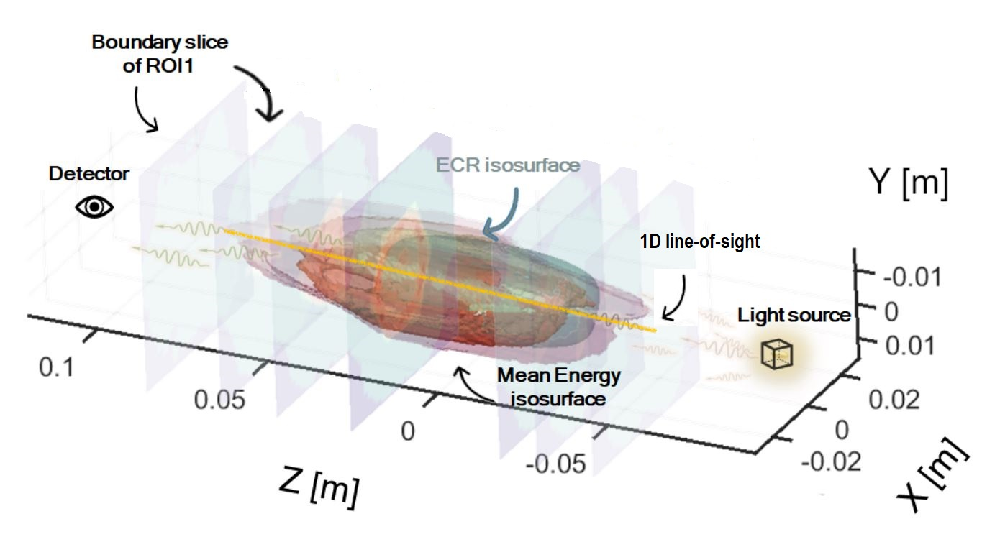 Boundary slice
of ROI1
Detector
ECR isosurface
Y [m]
1D line-of-sight
-0.01
0
0.01
Light source
Mean Energy
isosurface
0.1
0.05
0
-0.05
0.02
0
-0.02
Z [m]
X [m]